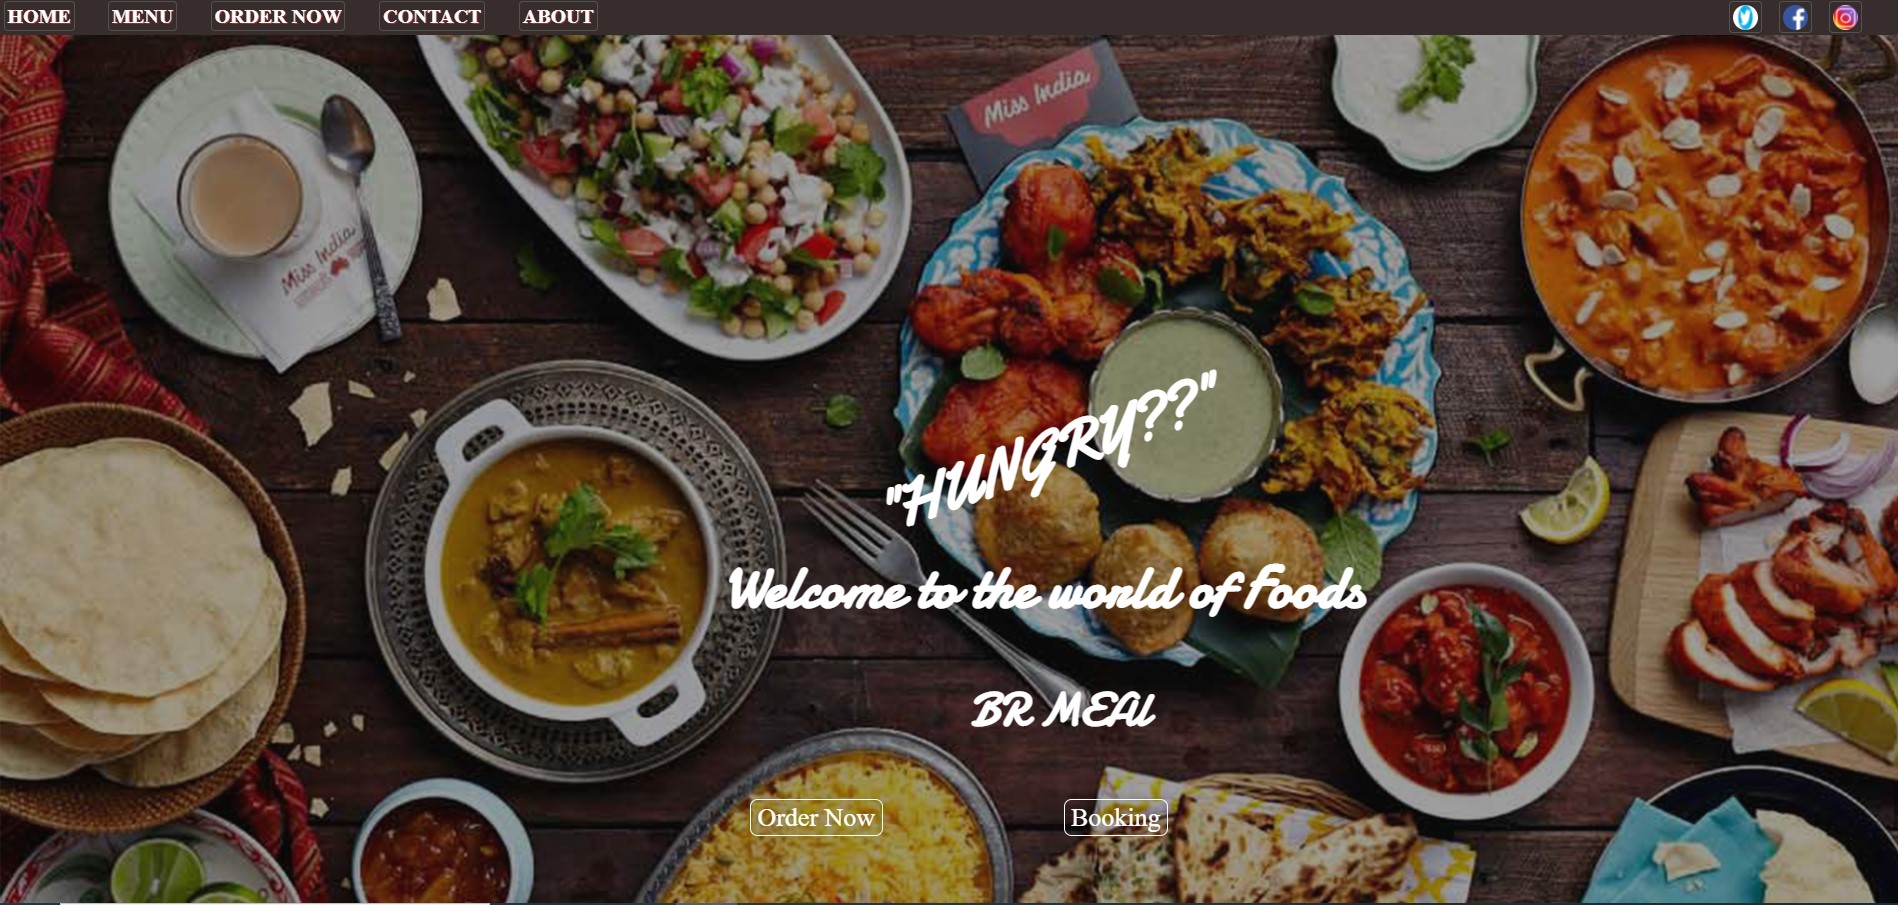 HOME MENU ORDER NOW CONTACT ABOUT
Miss India
Miss India
"HUNGRY??"
Welcome to the world of Foods
BR MEAl
Order Now Booking